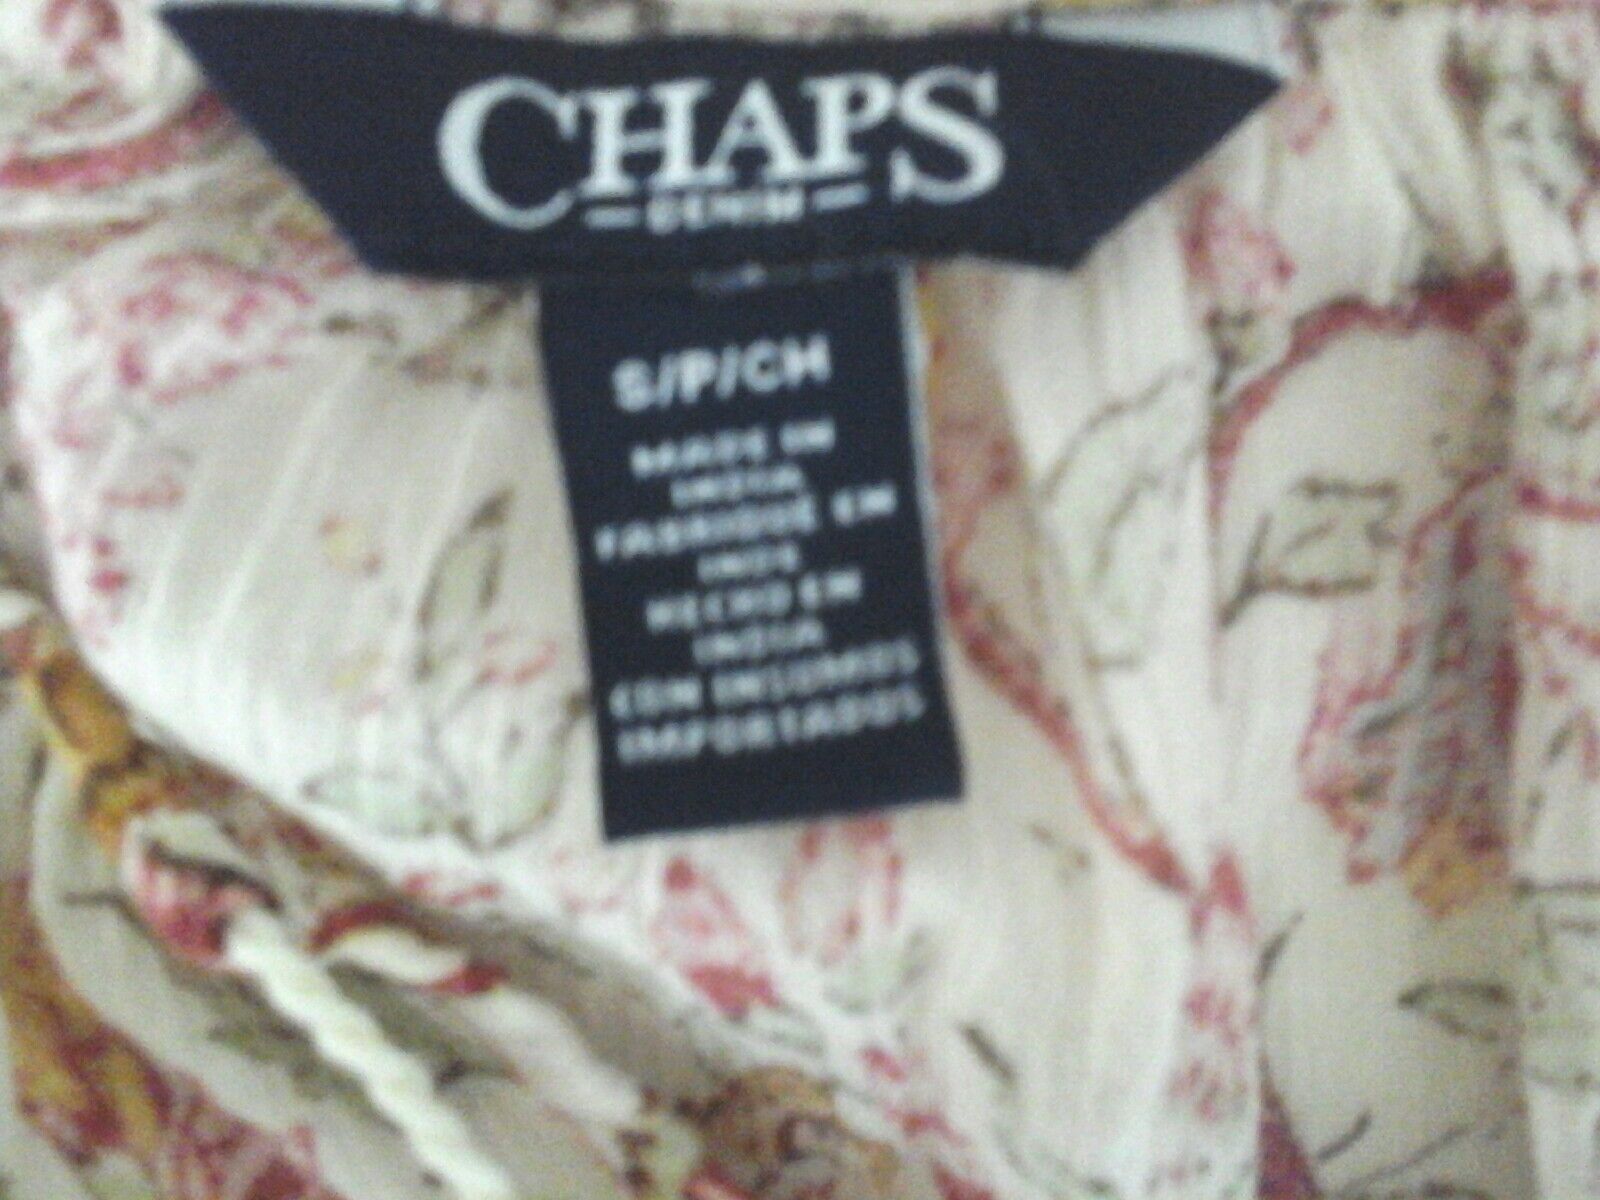 CHAPS
— DENIM —
S/P/CH
MADE IN
INDIA
FABRIQUÉ EN
INDE
HECHO EN
INDIA
CON INSUMOS
IMPORTADOS